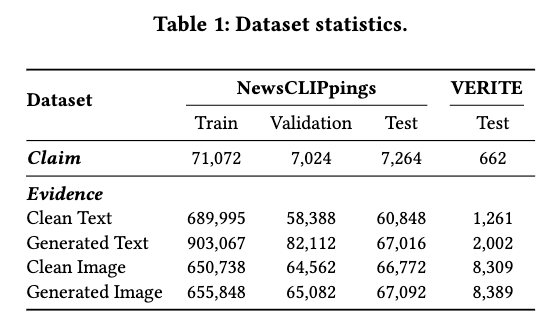 Table 1: Dataset statistics.
Dataset NewsCLIPpings VERITE
Train Validation Test Test
Claim 71,072 7,024 7,264 662
Evidence
Clean Text 689,995 58,388 60,848 1,261
Generated Text 903,067 82,112 67,016 2,002
Clean Image 650,738 64,562 66,772 8,309
Generated Image 655,848 65,082 67,092 8,389